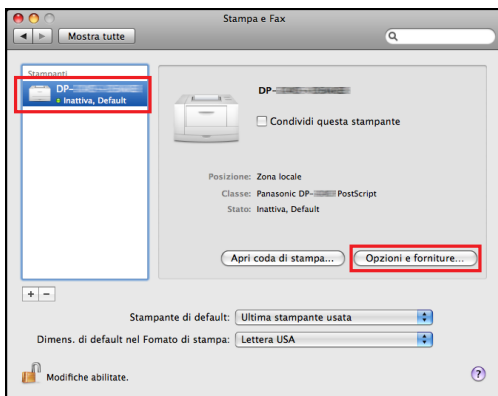 Stampa e Fax
Mostra tutte
Stampanti
DP-
Inattiva, Default
DP-
Condividi questa stampante
Posizione: Zona locale
Classe: Panasonic DP- PostScript
Stato: Inattiva, Default
Apri coda di stampa... Opzioni e forniture...
+ −
Stampante di default: Ultima stampante usata
Dimens. di default nel Fomato di stampa: Lettera USA
Modifiche abilitate. ?